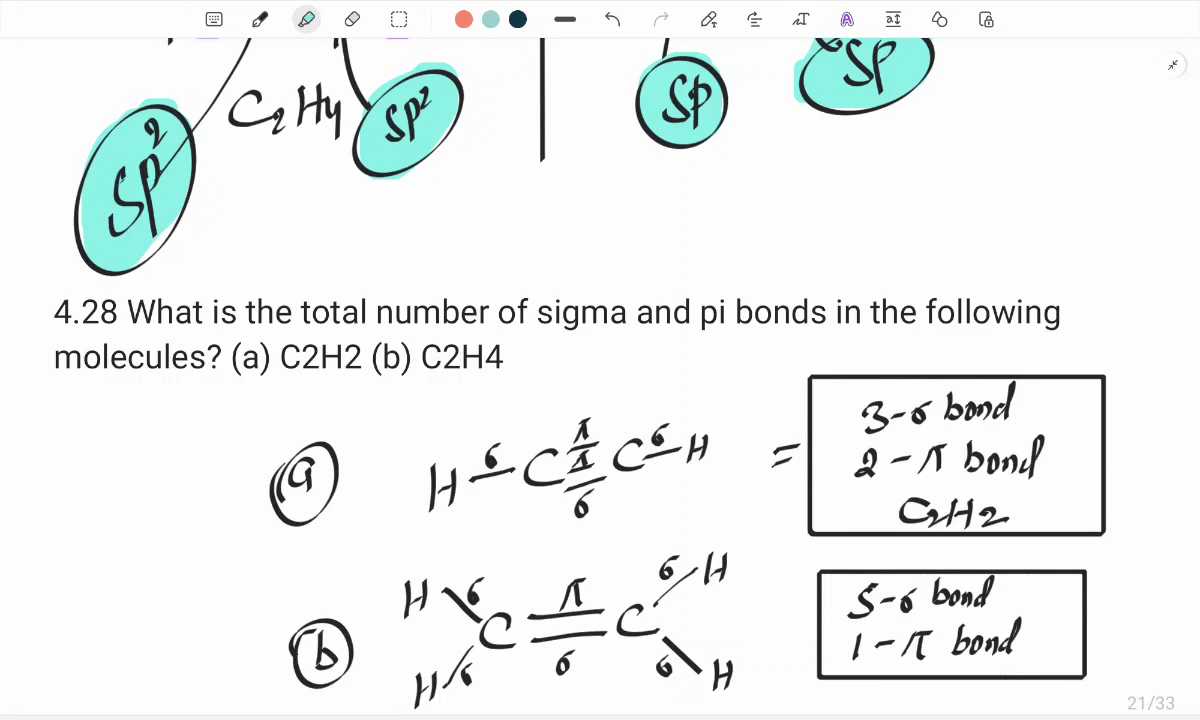 C2H4
Sp2
Sp2
Sp
Sp
4.28 What is the total number of sigma and pi bonds in the following
molecules? (a) C2H2 (b) C2H4
a
H σ C π π σ C σ H =
3-σ bond
2-π bond
C2H2
b
H σ σ H
C π σ C
H σ σ H
5-σ bond
1-π bond
21/33